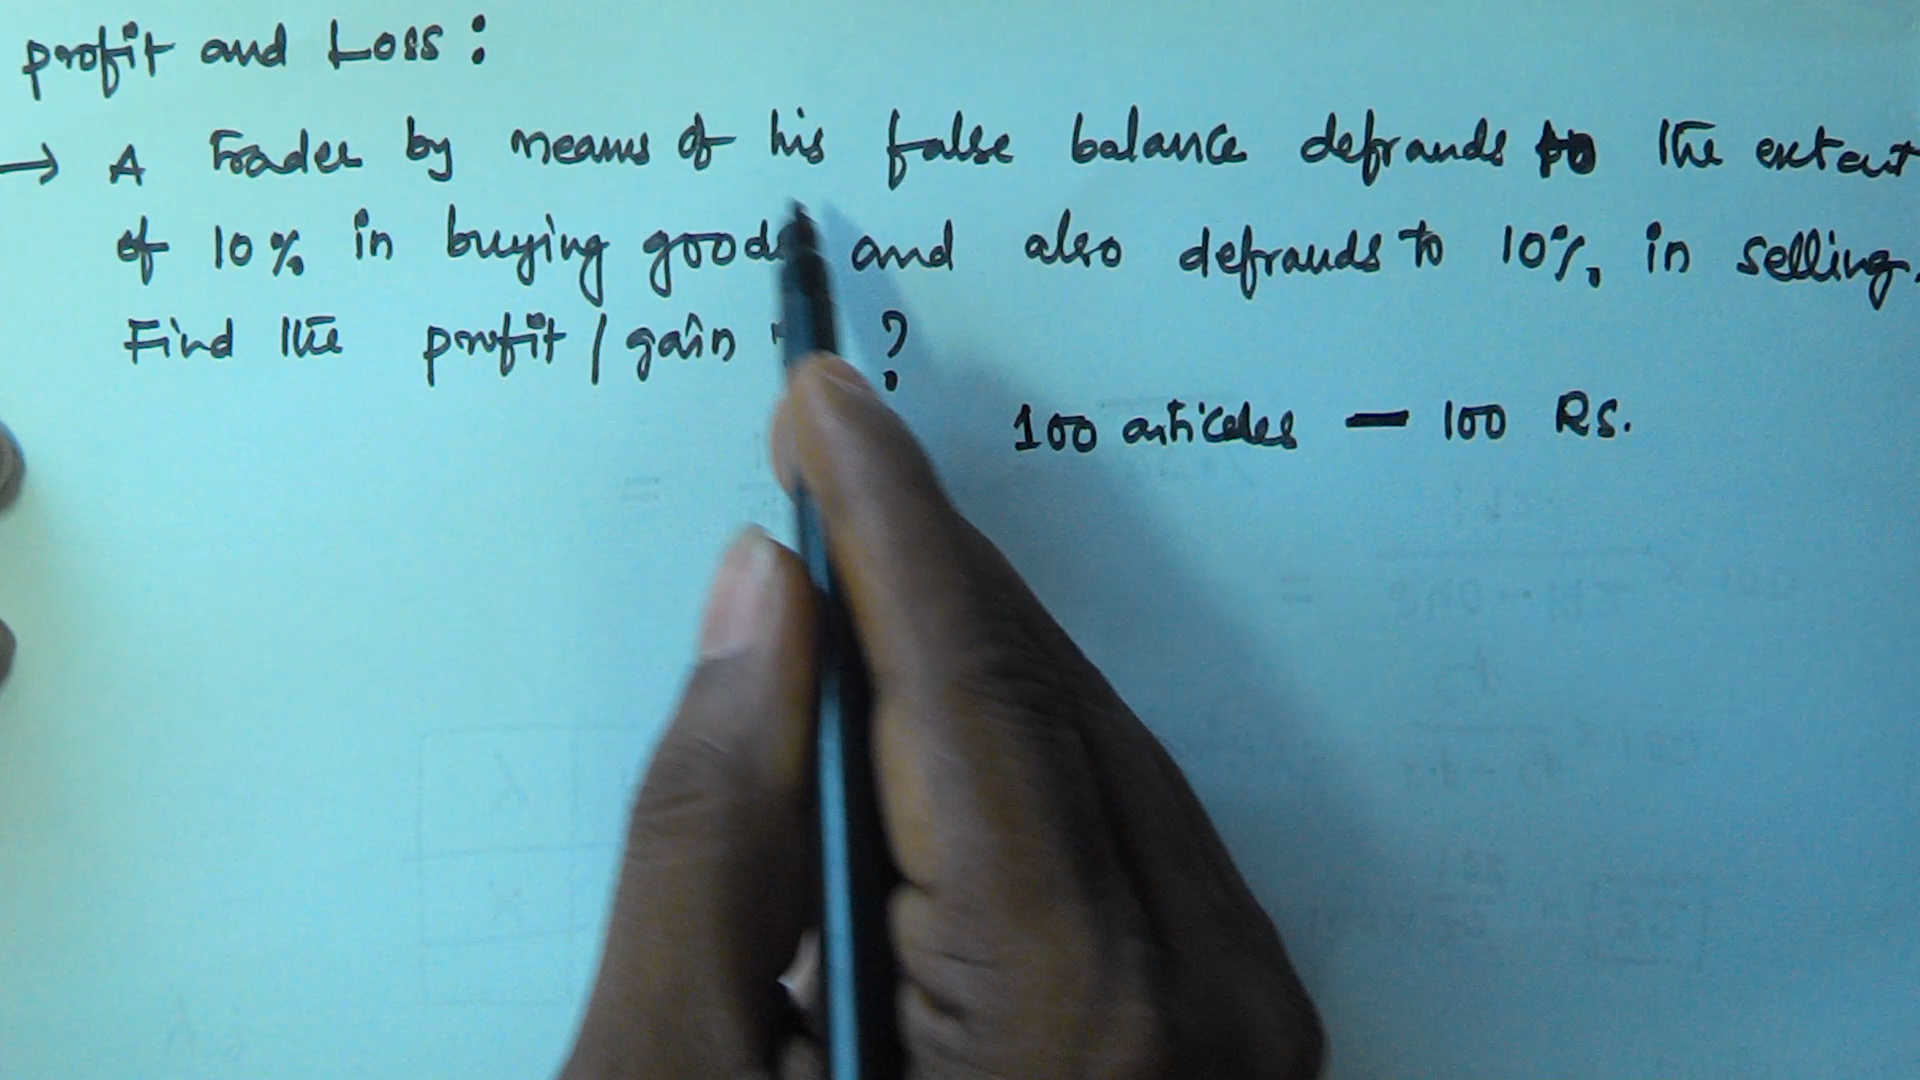 profit and Loss :
→ A Trader by means of his false balance defrauds to the extent
of 10% in buying goods and also defrauds to 10% in selling.
Find the profit / gain ?
100 articles — 100 Rs.